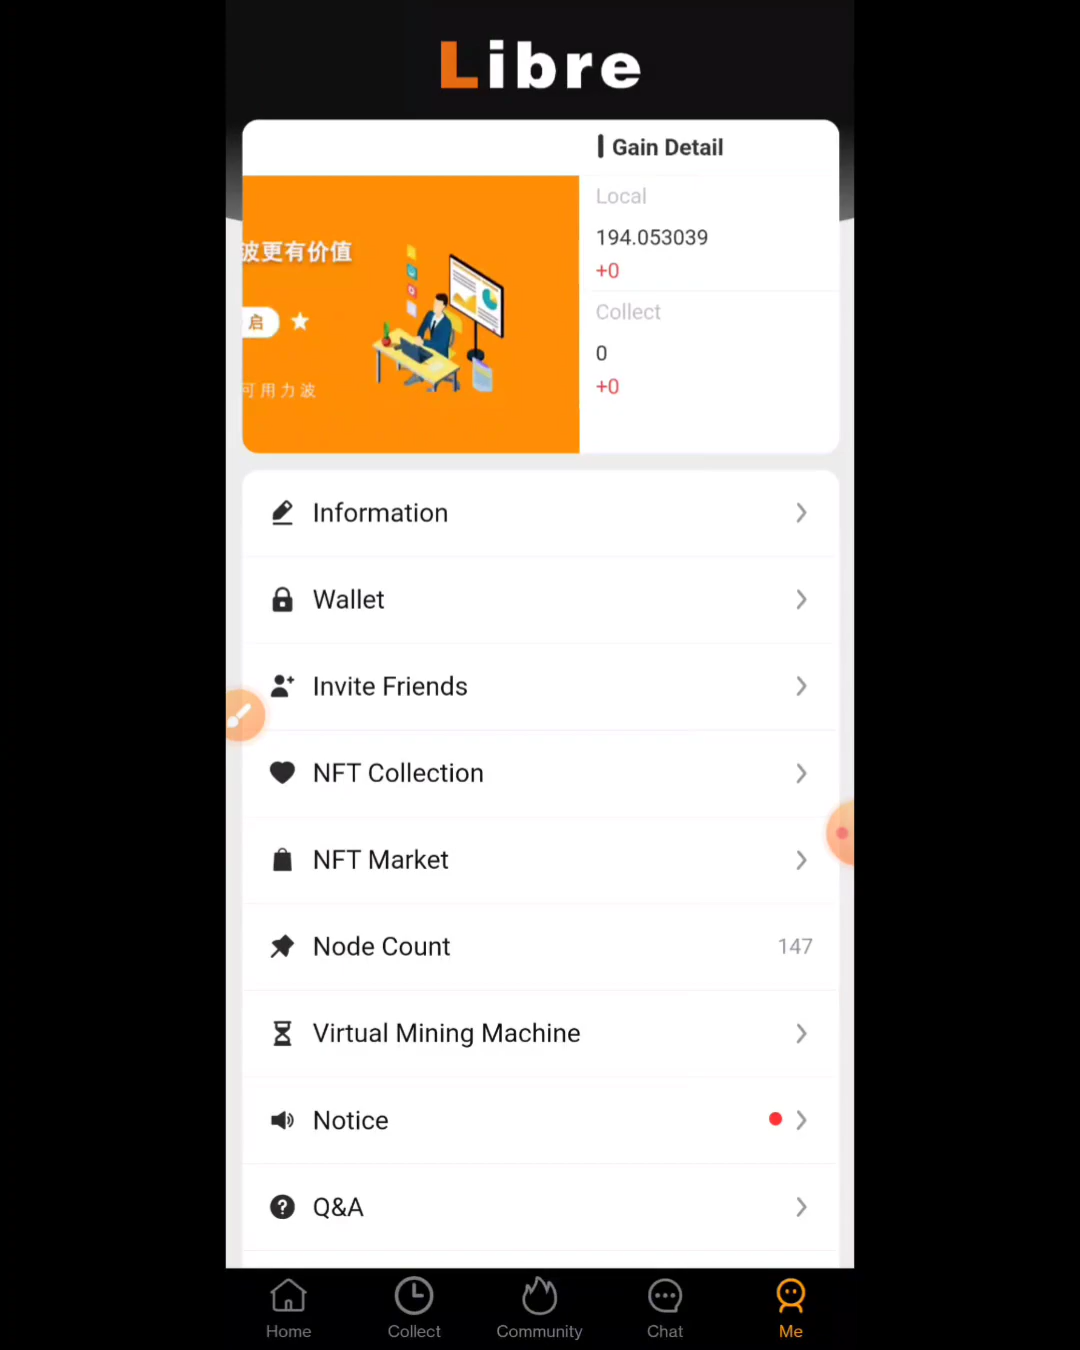 Libre
Gain Detail
Local
194.053039
+0
Collect
0
+0
波更有价值
启
可用力波
Information
Wallet
Invite Friends
NFT Collection
NFT Market
Node Count
147
Virtual Mining Machine
Notice
Q&A
Home
Collect
Community
Chat
Me